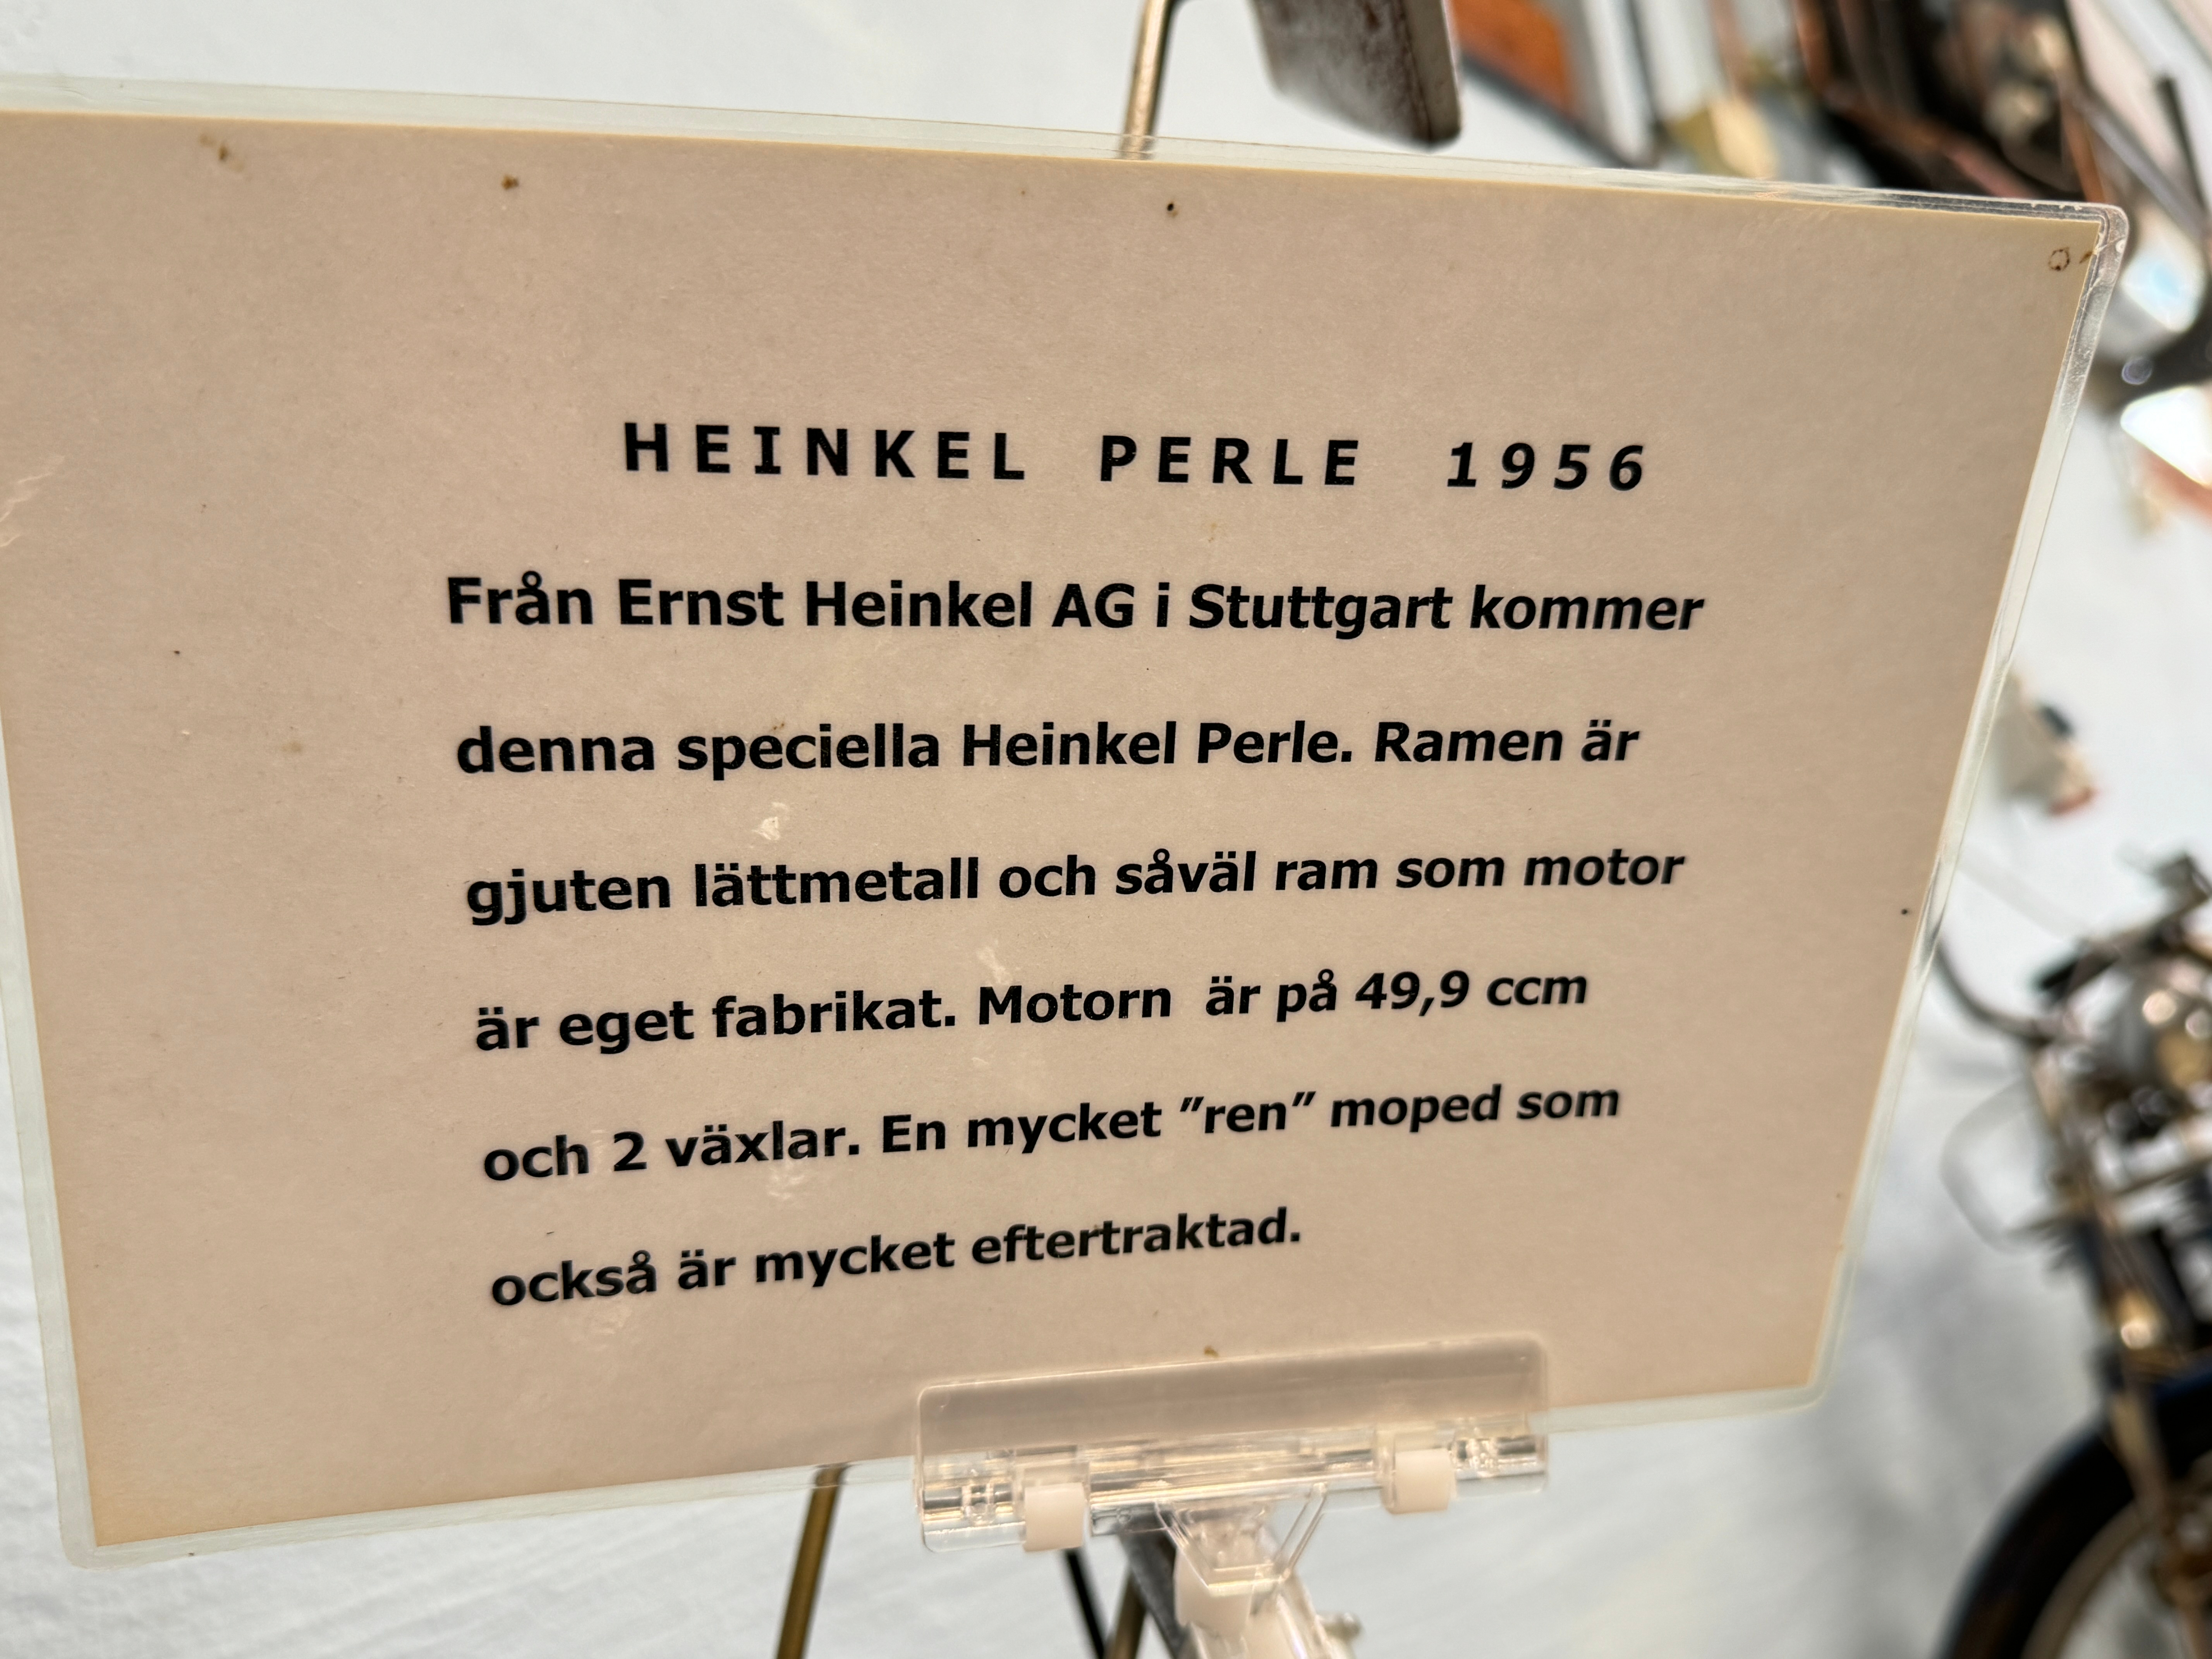 HEINKEL PERLE 1956
Från Ernst Heinkel AG i Stuttgart kommer
denna speciella Heinkel Perle. Ramen är
gjuten lättmetall och såväl ram som motor
är eget fabrikat. Motorn  är på 49,9 ccm
och 2 växlar. En mycket ”ren” moped som
också är mycket eftertraktad.